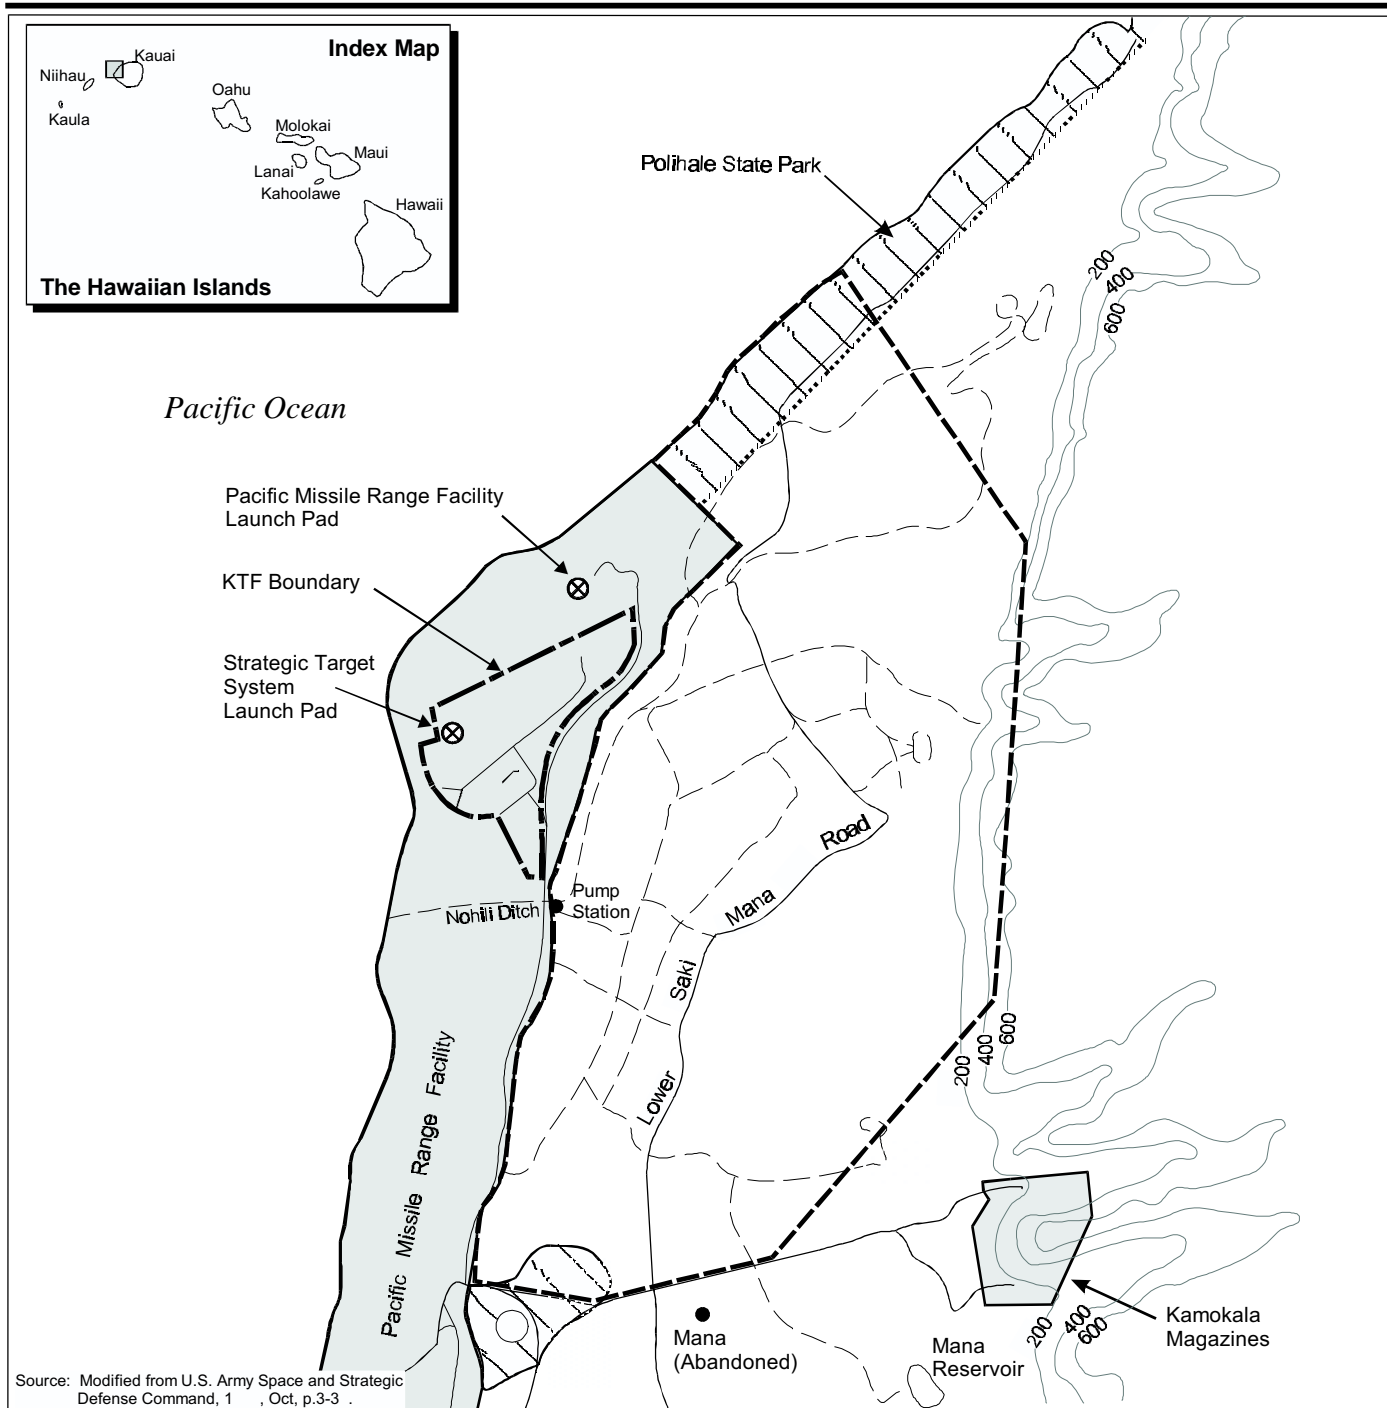 Index Map
Kauai
Niihau
Kaula
Oahu
Molokai
Maui
Lanai
Kahoolawe
Hawaii
The Hawaiian Islands
Polihale State Park
200
400
600
Pacific Ocean
Pacific Missile Range Facility
Launch Pad
KTF Boundary
Strategic Target
System
Launch Pad
Nohili Ditch
Pump
Station
Lower Saki Mana Road
Pacific Missile Range Facility
200
400
600
Kamokala
Magazines
200
400
600
Mana
(Abandoned)
Mana
Reservoir
Source: Modified from U.S. Army Space and Strategic
Defense Command, 1 , Oct, p.3-3 .